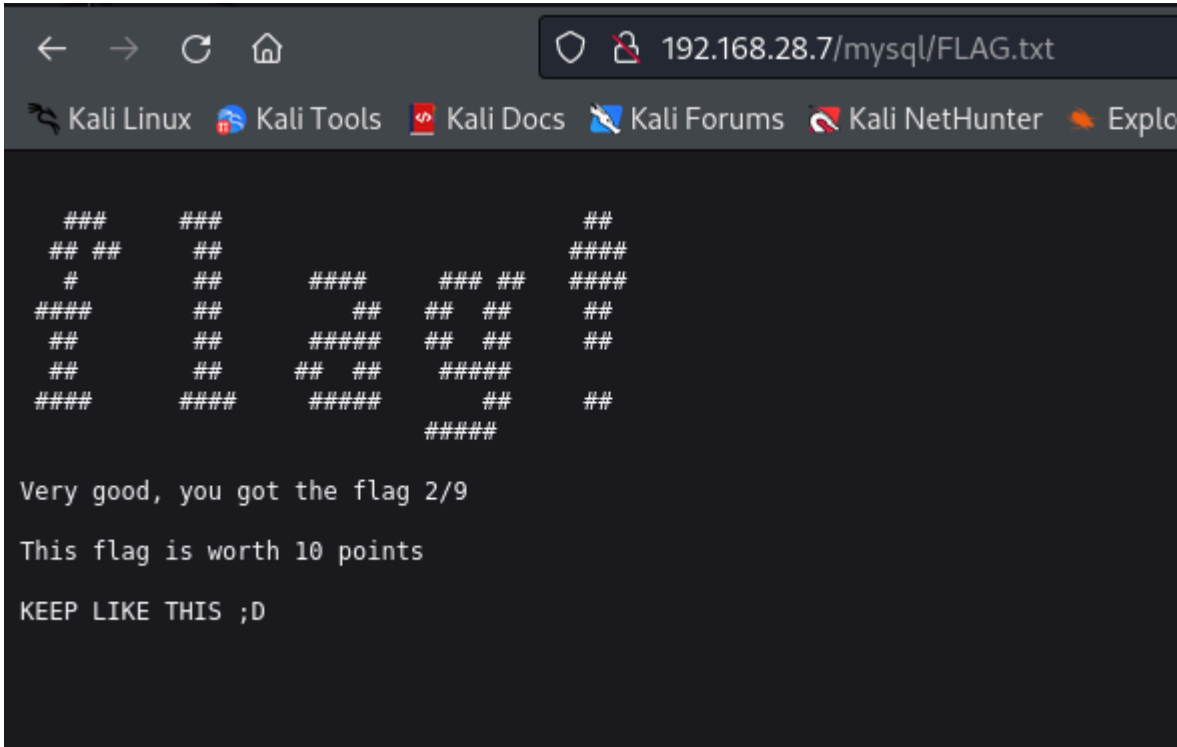 192.168.28.7/mysql/FLAG.txt
Kali Linux Kali Tools Kali Docs Kali Forums Kali NetHunter Explo
flag!
Very good, you got the flag 2/9
This flag is worth 10 points
KEEP LIKE THIS ;D